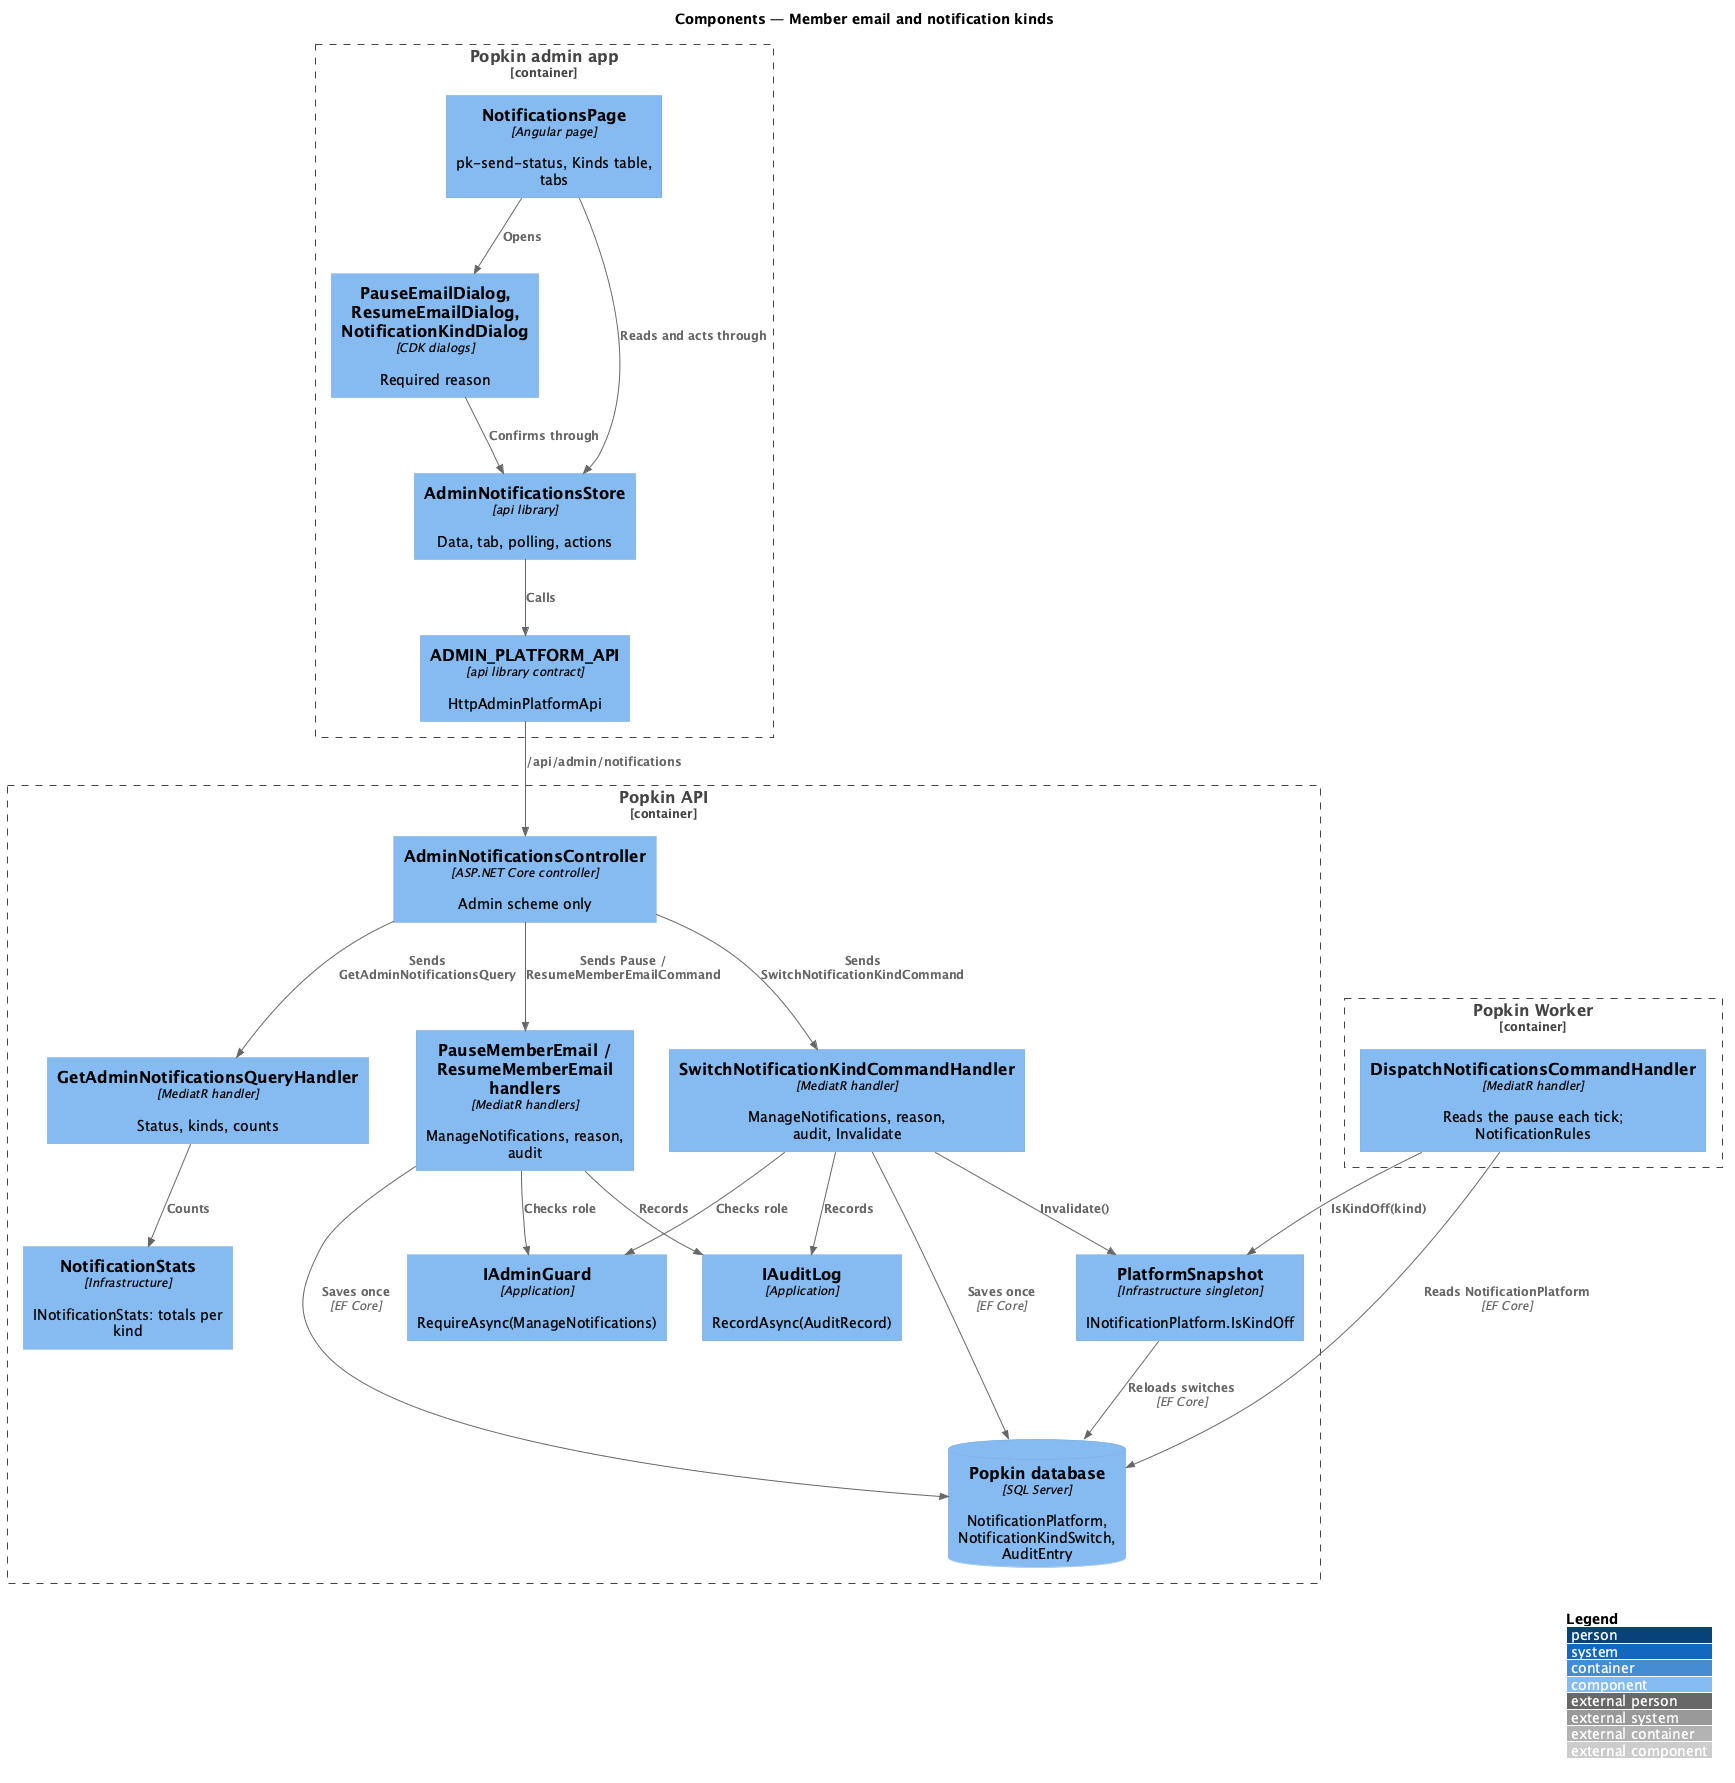 Components — Member email and notification kinds
Popkin admin app
[container]
NotificationsPage
[Angular page]
pk-send-status, Kinds table,
tabs
Opens
PauseEmailDialog,
ResumeEmailDialog,
NotificationKindDialog
[CDK dialogs]
Required reason
Reads and acts through
Confirms through
AdminNotificationsStore
[api library]
Data, tab, polling, actions
Calls
ADMIN_PLATFORM_API
[api library contract]
HttpAdminPlatformApi
/api/admin/notifications
Popkin API
[container]
AdminNotificationsController
[ASP.NET Core controller]
Admin scheme only
Sends
GetAdminNotificationsQuery
Sends Pause /
ResumeMemberEmailCommand
Sends
SwitchNotificationKindCommand
GetAdminNotificationsQueryHandler
[MediatR handler]
Status, kinds, counts
PauseMemberEmail /
ResumeMemberEmail
handlers
[MediatR handlers]
ManageNotifications, reason,
audit
SwitchNotificationKindCommandHandler
[MediatR handler]
ManageNotifications, reason,
audit, Invalidate
Popkin Worker
[container]
DispatchNotificationsCommandHandler
[MediatR handler]
Reads the pause each tick;
NotificationRules
Counts
Checks role
Records
Checks role
Records
Invalidate()
IsKindOff(kind)
NotificationStats
[Infrastructure]
INotificationStats: totals per
kind
Saves once
[EF Core]
IAdminGuard
[Application]
RequireAsync(ManageNotifications)
IAuditLog
[Application]
RecordAsync(AuditRecord)
Saves once
[EF Core]
PlatformSnapshot
[Infrastructure singleton]
INotificationPlatform.IsKindOff
Reads NotificationPlatform
[EF Core]
Reloads switches
[EF Core]
Popkin database
[SQL Server]
NotificationPlatform,
NotificationKindSwitch,
AuditEntry
Legend
person
system
container
component
external person
external system
external container
external component